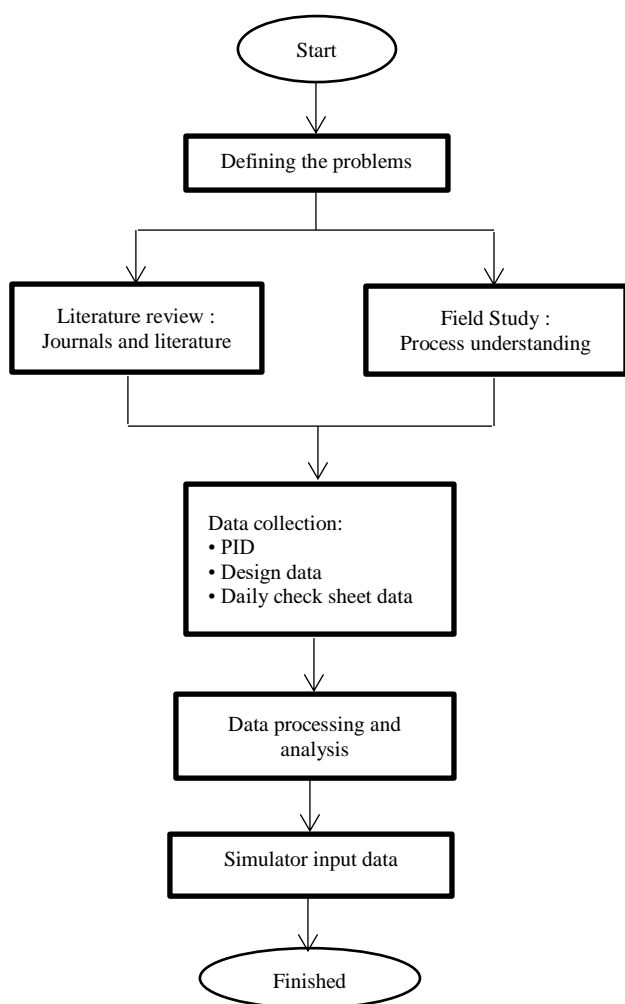 Start
Defining the problems
Literature review :
Journals and literature
Field Study :
Process understanding
Data collection:
• PID
• Design data
• Daily check sheet data
Data processing and
analysis
Simulator input data
Finished